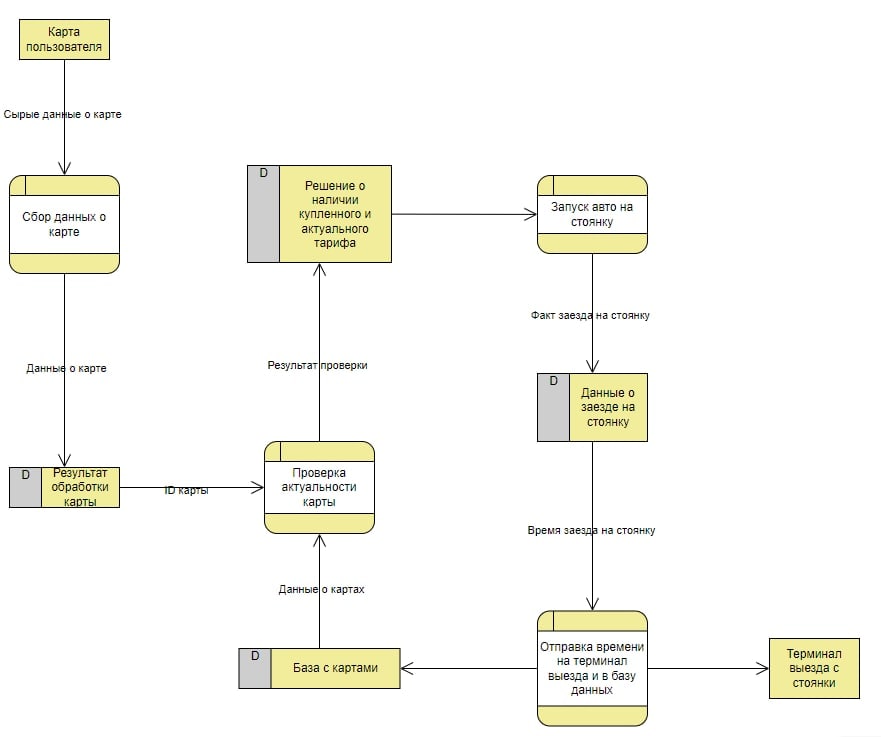 Карта
пользователя
Сырые данные о карте
Сбор данных о
карте
Данные о карте
D
Результат
обработки
карты
ID карты
Проверка
актуальности
карты
Результат проверки
D
Решение о
наличии
купленного и
актуального
тарифа
Запуск авто на
стоянку
Факт заезда на стоянку
D
Данные о
заезде на
стоянку
Время заезда на стоянку
Отправка времени
на терминал
выезда и в базу
данных
Терминал
выезда с
стоянки
D
База с картами
Данные о картах